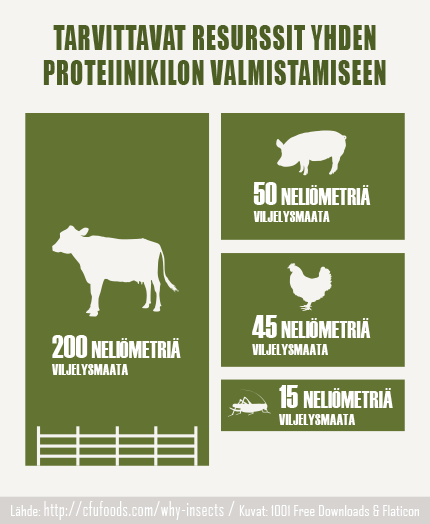 TARVITTAVAT RESURSSIT YHDEN
PROTEIINIKILON VALMISTAMISEEN
200 NELIÖMETRIÄ
VILJELYSMAATA
50 NELIÖMETRIÄ
VILJELYSMAATA
45 NELIÖMETRIÄ
VILJELYSMAATA
15 NELIÖMETRIÄ
VILJELYSMAATA
Lähde: http://cfufoods.com/why-insects / Kuvat: 1001 Free Downloads & Flaticon